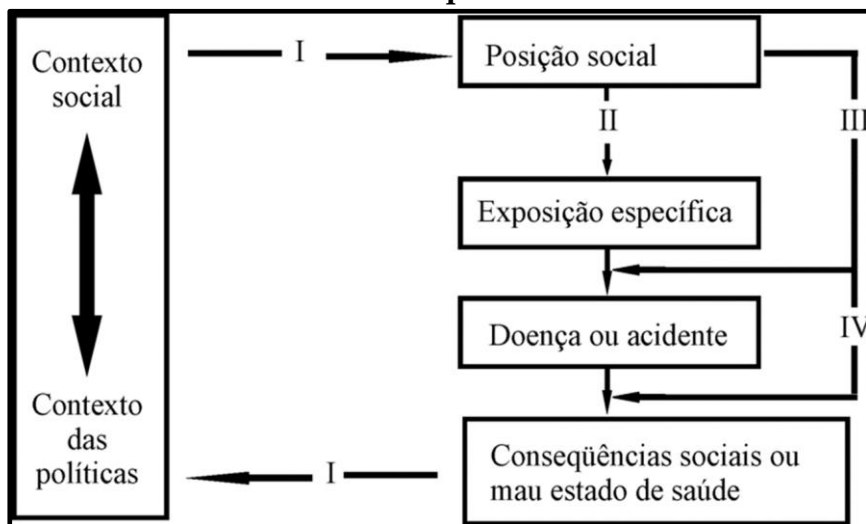 Contexto
social
I
Posição social
II
III
Exposição específica
Doença ou acidente
IV
Contexto
das
políticas
I
Conseqüências sociais ou
mau estado de saúde